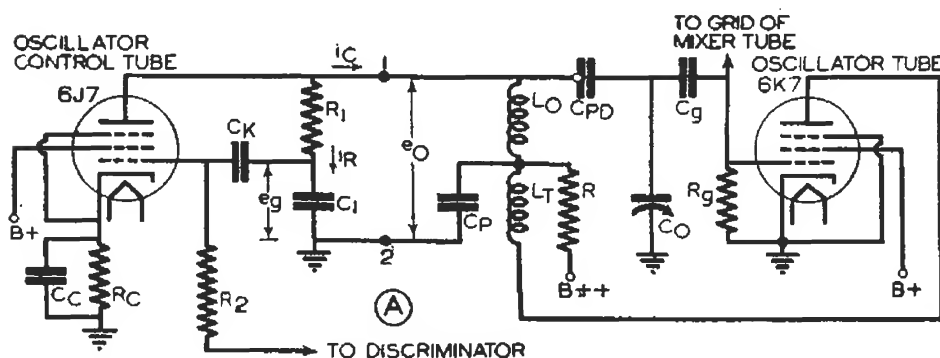 OSCILLATOR
CONTROL TUBE
6J7
iC
1
TO GRID OF
MIXER TUBE
OSCILLATOR TUBE
6K7
R1
CK
iR
eg
C1
eO
LO
CPD
Cg
CP
LT
R
CO
Rg
B+
CC
RC
R2
2
A
B++
B+
TO DISCRIMINATOR